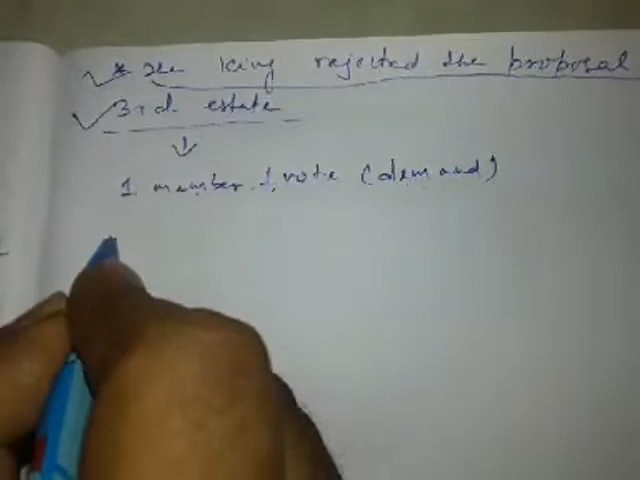 * The King rejected the proposal
3rd estate
1 member 1 vote (demand)